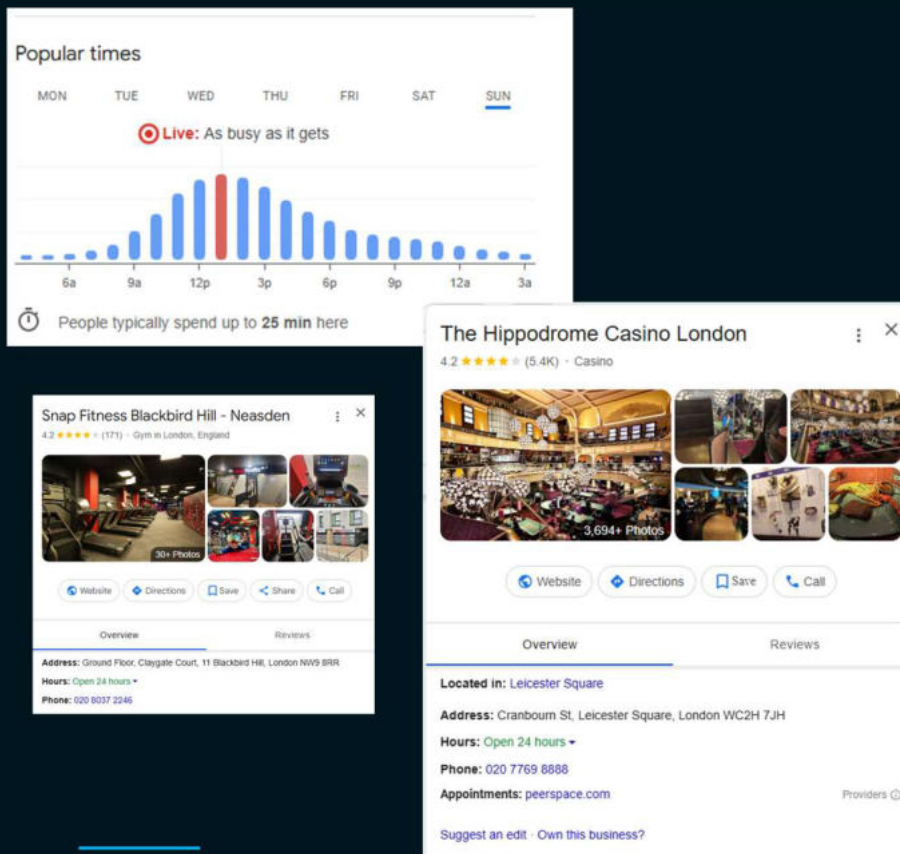 Popular times
MON TUE WED THU FRI SAT SUN
Live: As busy as it gets
6a 9a 12p 3p 6p 9p 12a 3a
People typically spend up to 25 min here
Snap Fitness Blackbird Hill - Neasden
4.2 (171) · Gym in London, England
30+ Photos
Website Directions Save Share Call
Overview Reviews
Address: Ground Floor, Claygate Court, 11 Blackbird Hill, London NW9 8RR
Hours: Open 24 hours
Phone: 020 8037 2246
The Hippodrome Casino London
4.2 (5.4K) · Casino
3,694+ Photos
Website Directions Save Call
Overview Reviews
Located in: Leicester Square
Address: Cranbourn St, Leicester Square, London WC2H 7JH
Hours: Open 24 hours
Phone: 020 7769 8888
Appointments: peerspace.com
Providers
Suggest an edit · Own this business?